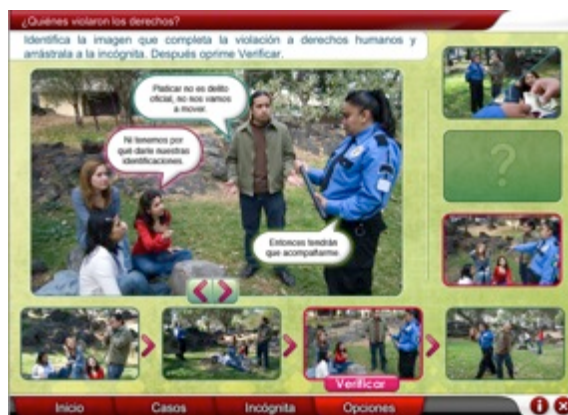 ¿Quiénes violaron los derechos?
Identifica la imagen que completa la violación a derechos humanos y
arrástrala a la incógnita. Después oprime Verificar.
Platicar no es delito
oficial, no nos vamos
a mover.
Ni tenemos por
qué darle nuestras
identificaciones.
Entonces tendrán
que acompañarme.
?
Verificar
Inicio Casos Incógnita Opciones